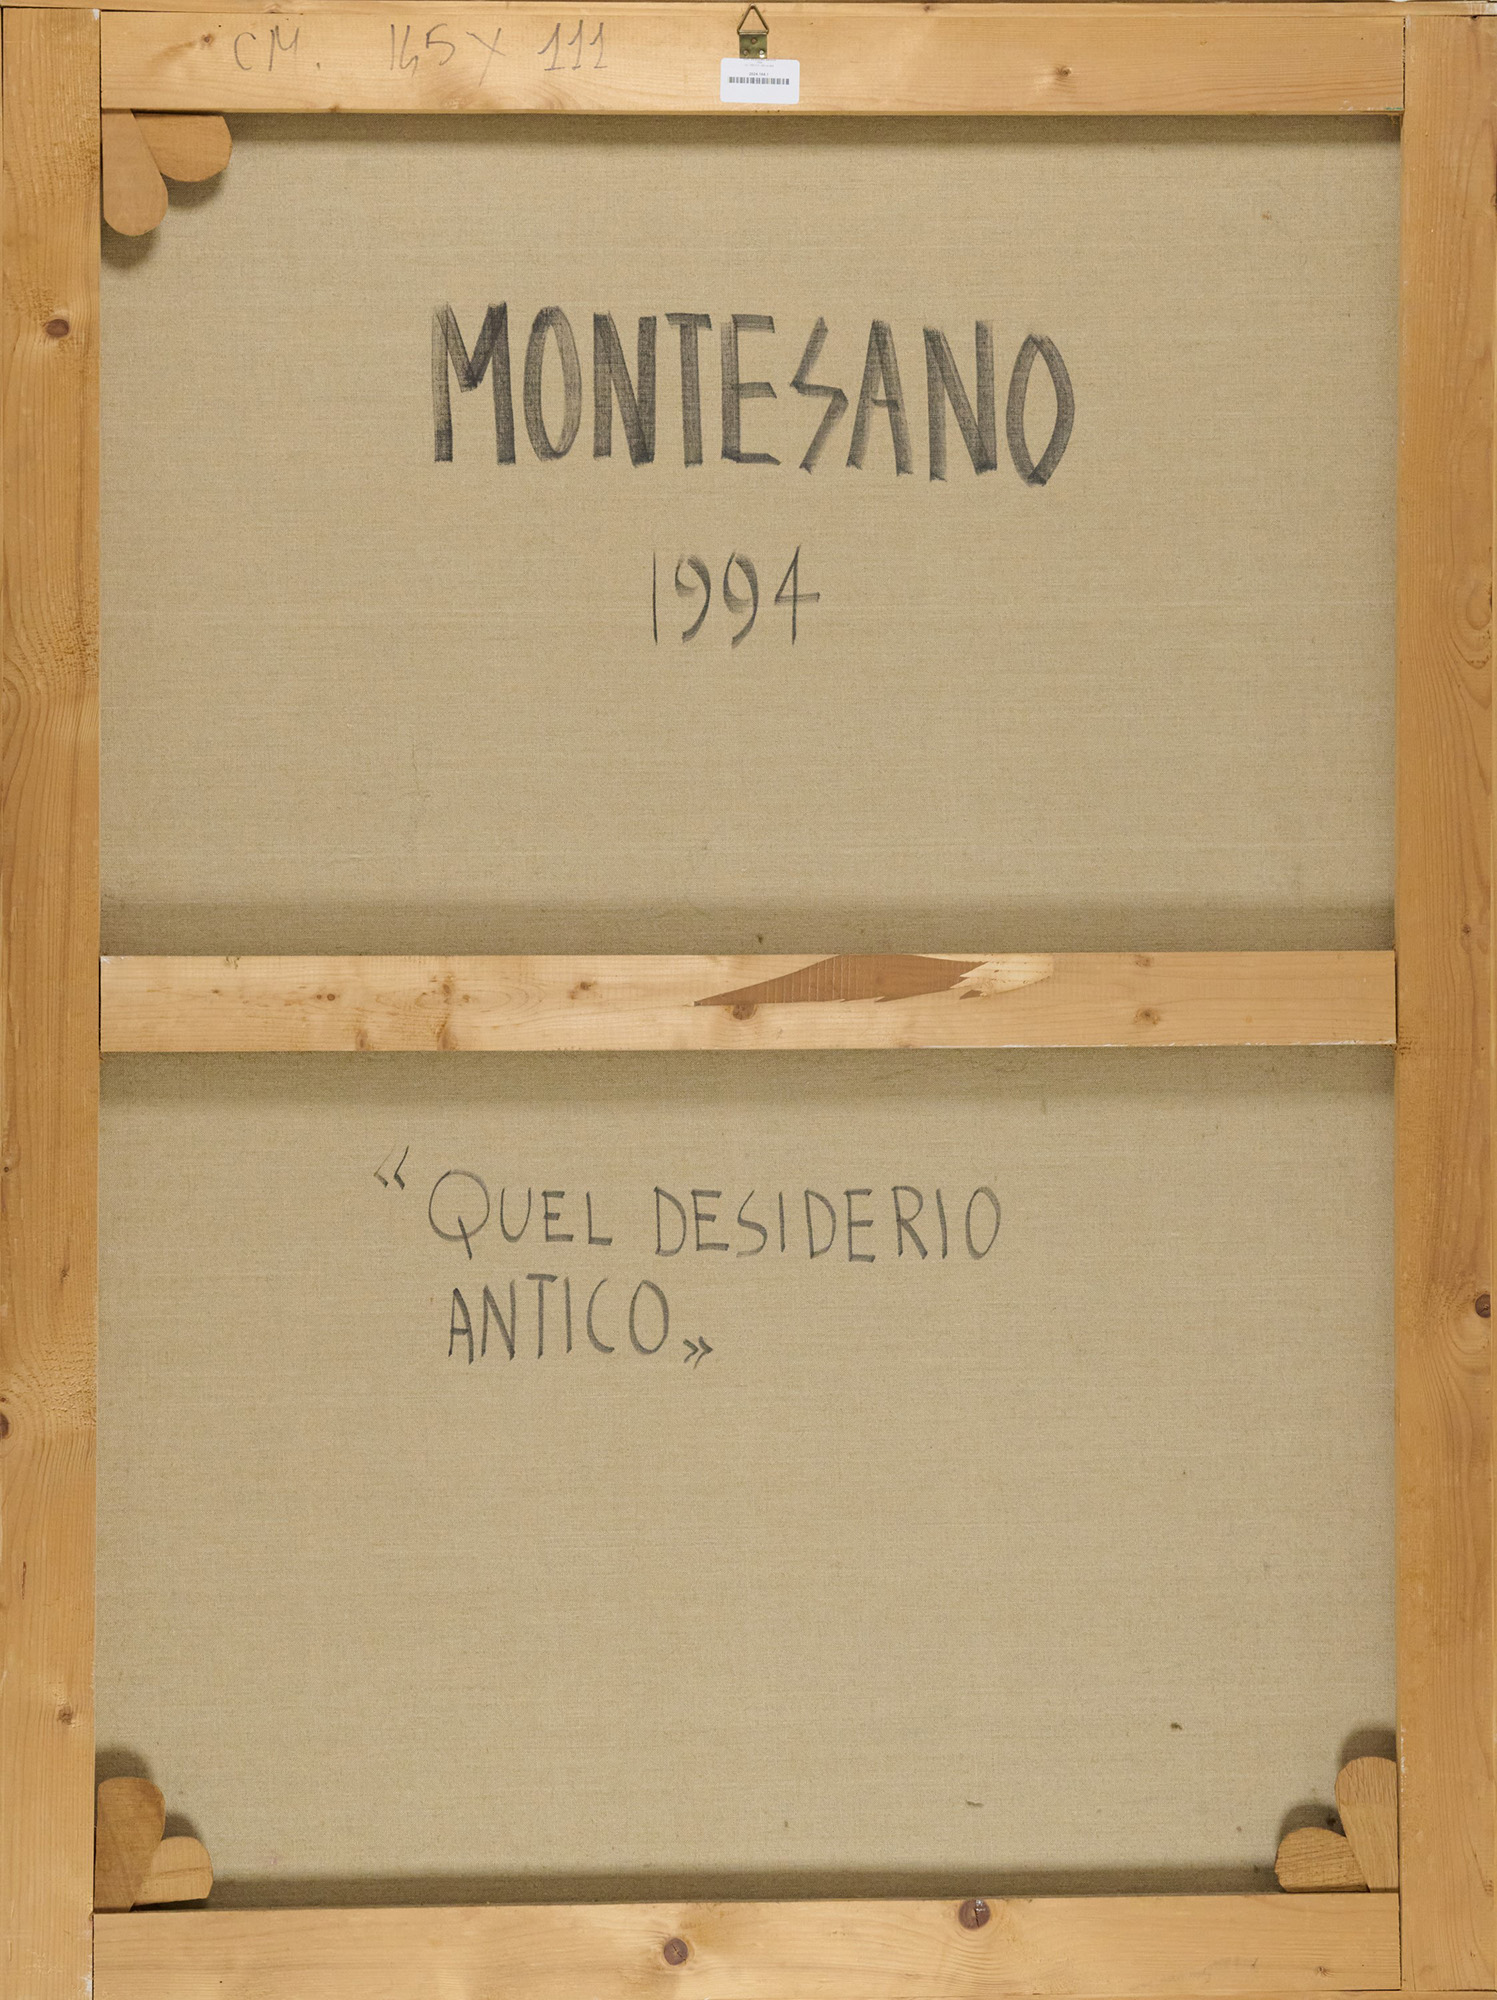 CM. 145 X 111
MONTESANO
1994
“QUEL DESIDERIO
ANTICO»